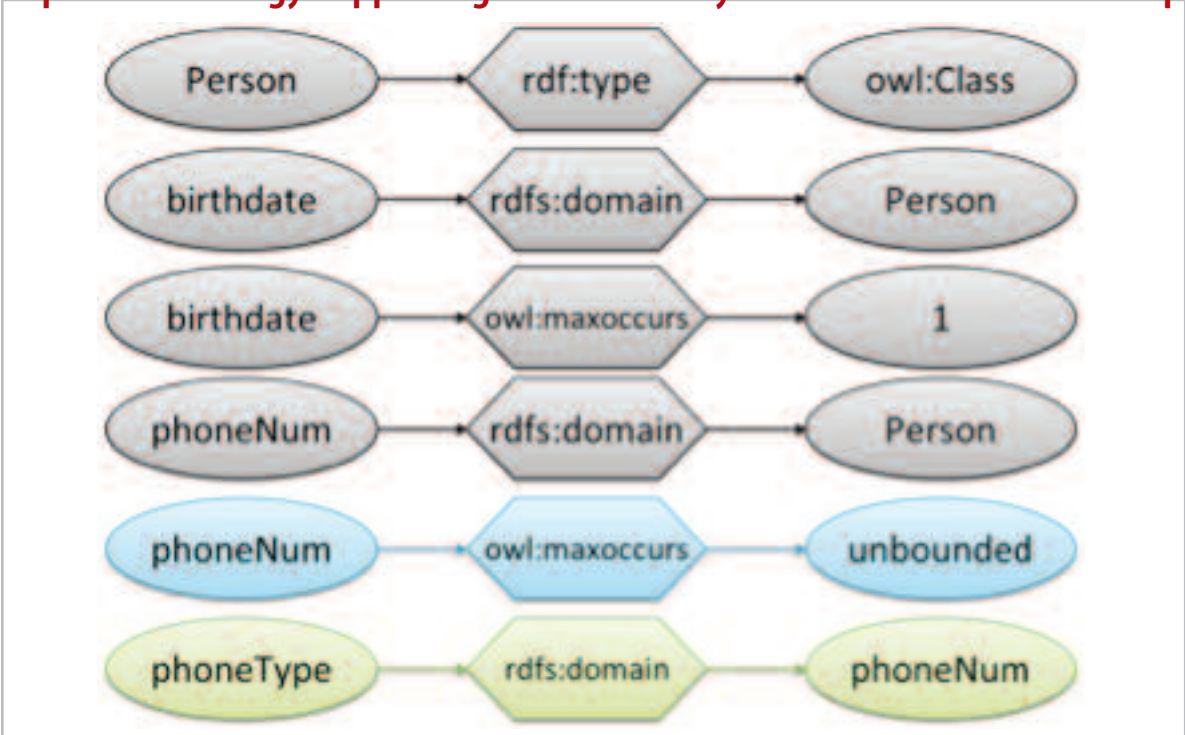 Person rdf:type owl:Class
birthdate rdfs:domain Person
birthdate owl:maxoccurs 1
phoneNum rdfs:domain Person
phoneNum owl:maxoccurs unbounded
phoneType rdfs:domain phoneNum